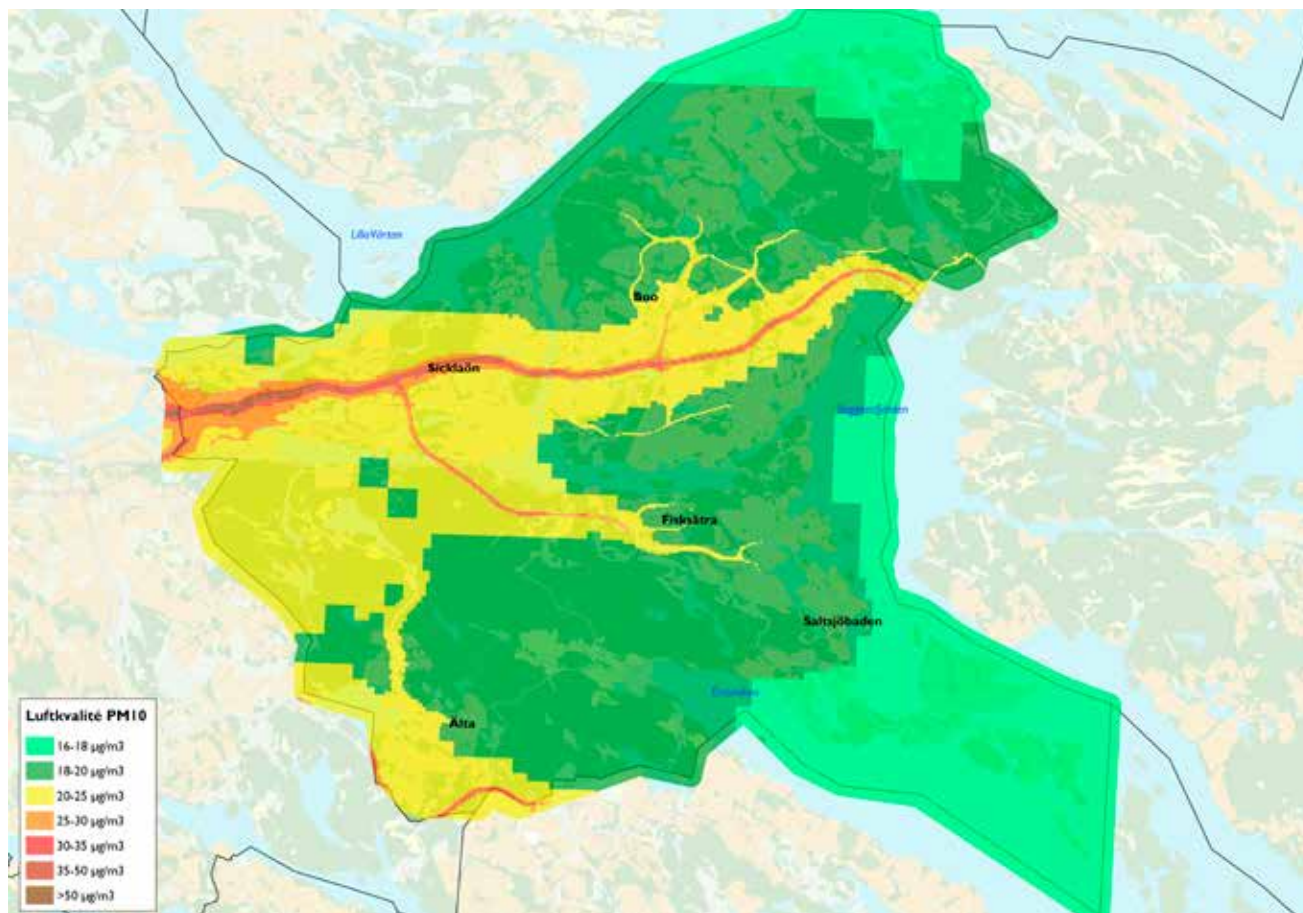 Lilla Värtan
Boo
Sicklaön
Fisksätra
Saltsjöbaden
Älta
Luftkvalité PM10
16-18 µg/m3
18-20 µg/m3
20-25 µg/m3
25-30 µg/m3
30-35 µg/m3
35-50 µg/m3
>50 µg/m3